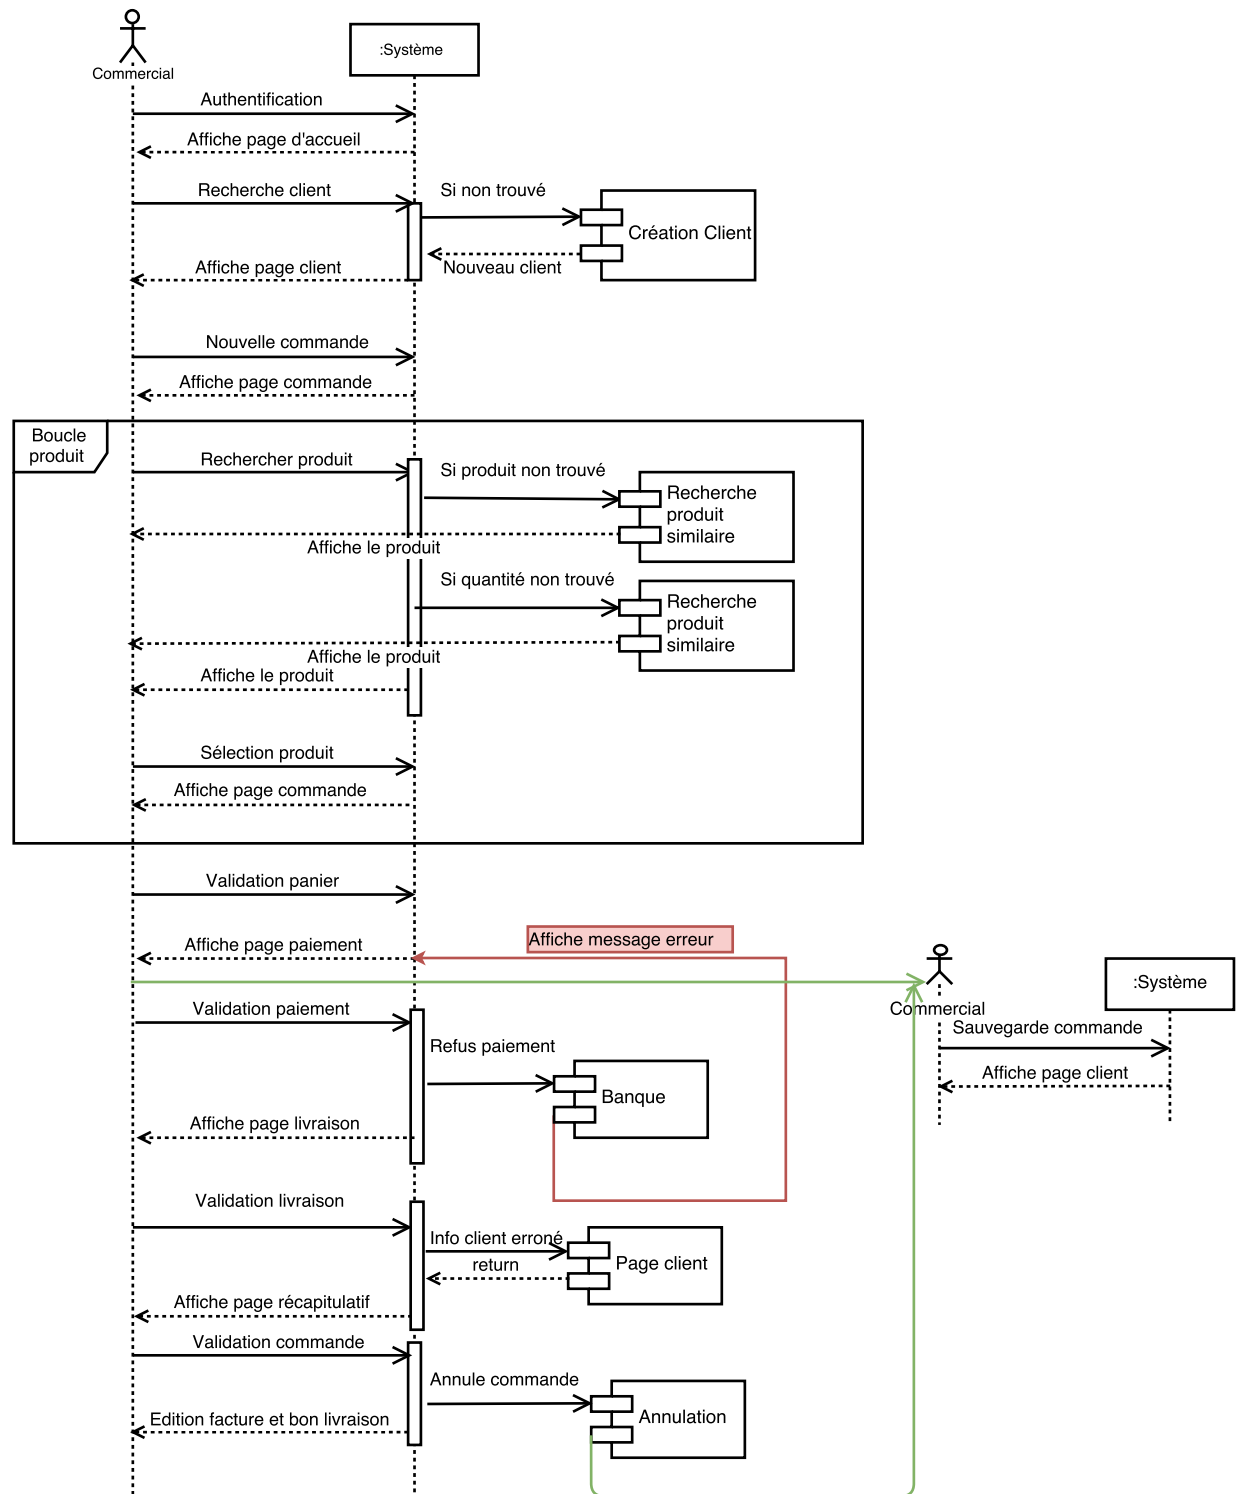 Commercial
:Système
Authentification
Affiche page d'accueil
Recherche client
Si non trouvé
Création Client
Nouveau client
Affiche page client
Nouvelle commande
Affiche page commande
Boucle
produit
Rechercher produit
Si produit non trouvé
Recherche
produit
similaire
Affiche le produit
Si quantité non trouvé
Recherche
produit
similaire
Affiche le produit
Affiche le produit
Sélection produit
Affiche page commande
Validation panier
Affiche message erreur
Affiche page paiement
Commercial
:Système
Sauvegarde commande
Affiche page client
Validation paiement
Refus paiement
Banque
Affiche page livraison
Validation livraison
Info client erroné
return
Page client
Affiche page récapitulatif
Validation commande
Annule commande
Annulation
Edition facture et bon livraison